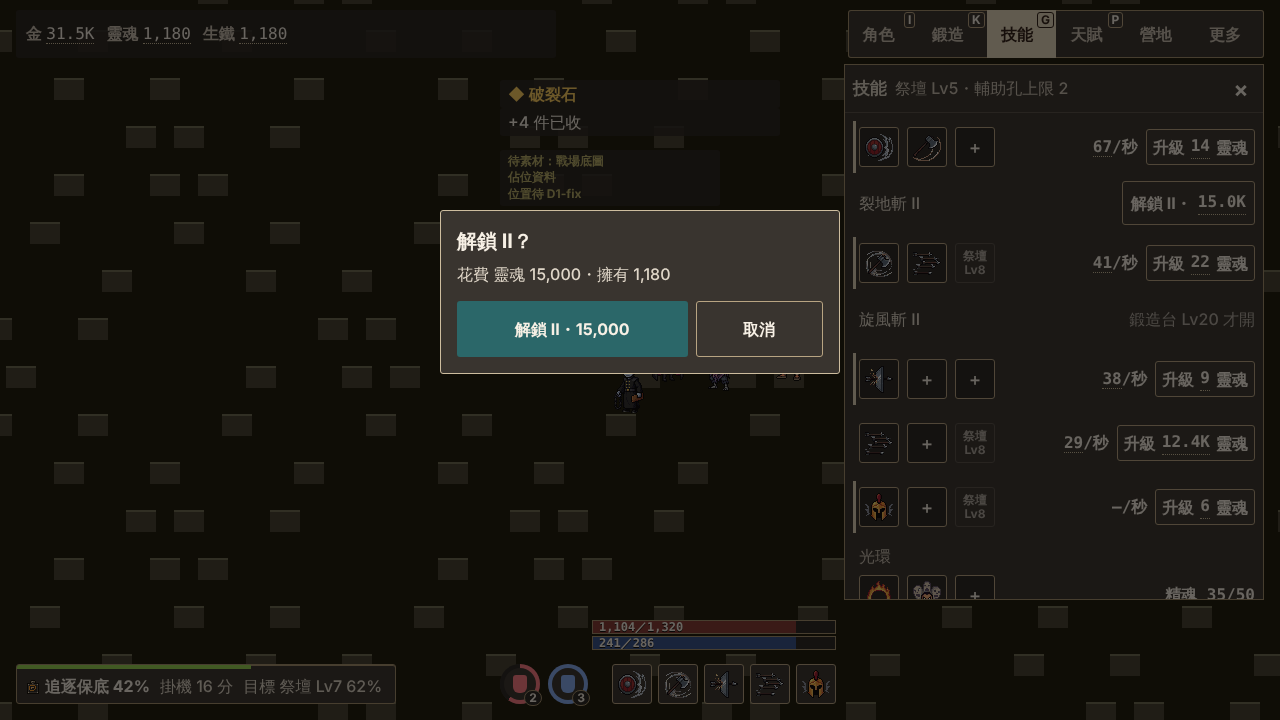 金 31.5K 靈魂 1,180 生鐵 1,180
角色 I 鍛造 K 技能 G 天賦 P 營地 更多
技能 祭壇 Lv5・輔助孔上限 2 ×
◆ 破裂石
+4 件已收
待素材：戰場底圖
佔位資料
位置待 D1-fix
+ 67/秒 升級 14 靈魂
裂地斬 II 解鎖 II・ 15.0K
祭壇
Lv8
41/秒 升級 22 靈魂
旋風斬 II 鍛造台 Lv20 才開
+ + 38/秒 升級 9 靈魂
+ 祭壇
Lv8
29/秒 升級 12.4K 靈魂
+ 祭壇
Lv8
—/秒 升級 6 靈魂
光環
+ 精魂 35/50
解鎖 II？
花費 靈魂 15,000・擁有 1,180
解鎖 II・15,000 取消
1,104／1,320
241／286
追逐保底 42% 掛機 16 分 目標 祭壇 Lv7 62%
2 3